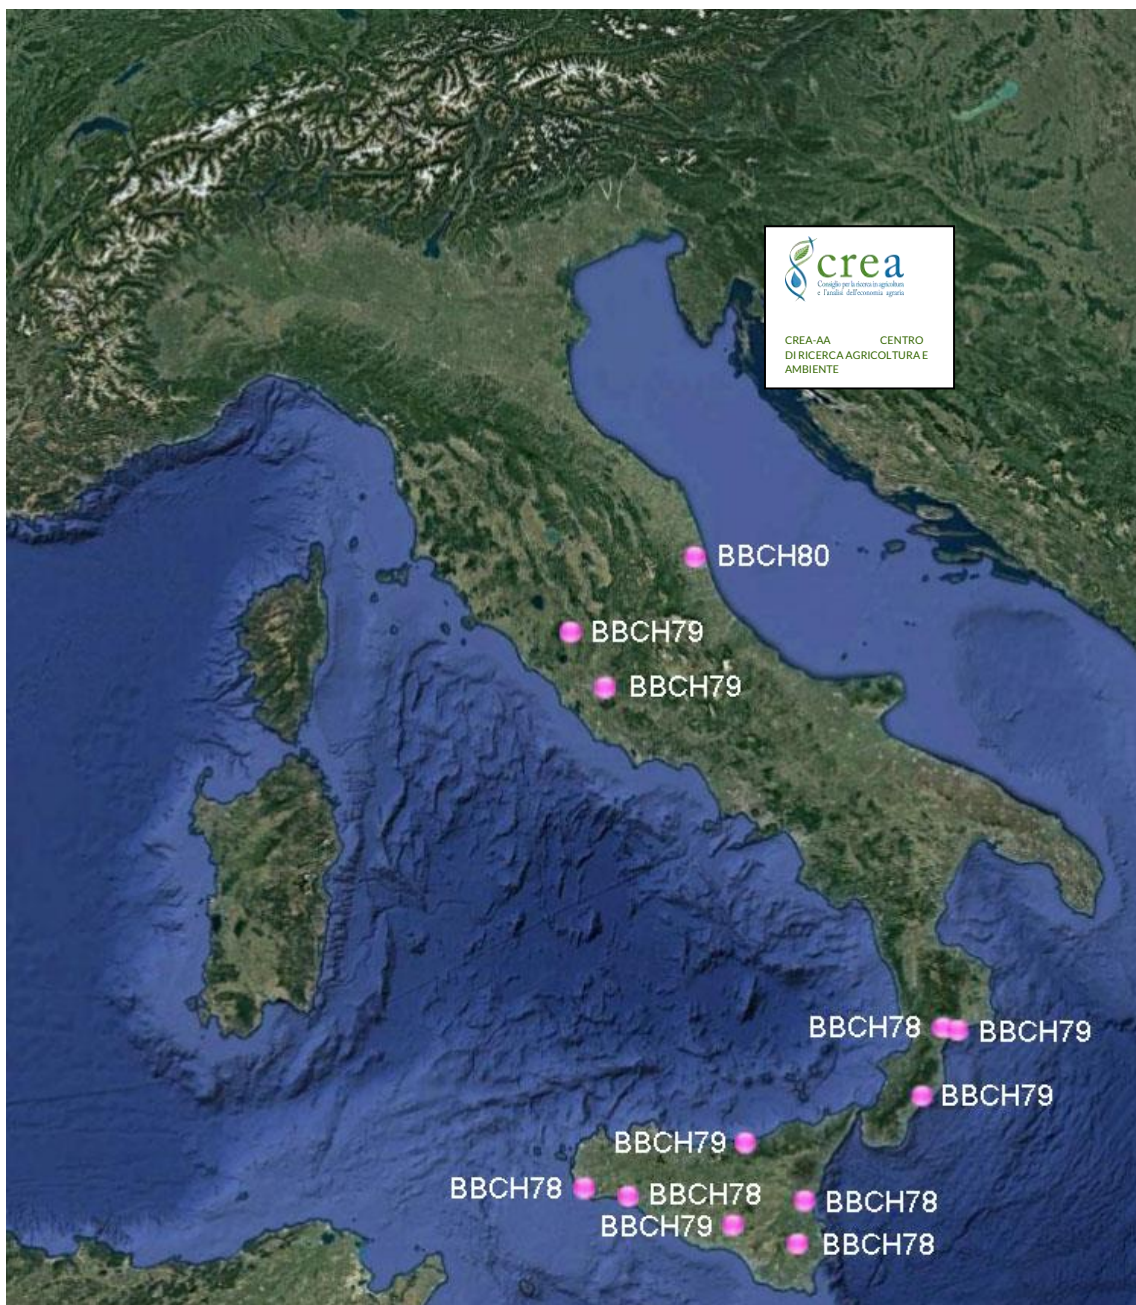 crea
Consiglio per la ricerca in agricoltura
e l'analisi dell'economia agraria
CREA-AA CENTRO
DI RICERCA AGRICOLTURA E
AMBIENTE
BBCH80
BBCH79
BBCH79
BBCH78
BBCH79
BBCH79
BBCH79
BBCH78
BBCH78
BBCH78
BBCH79
BBCH78